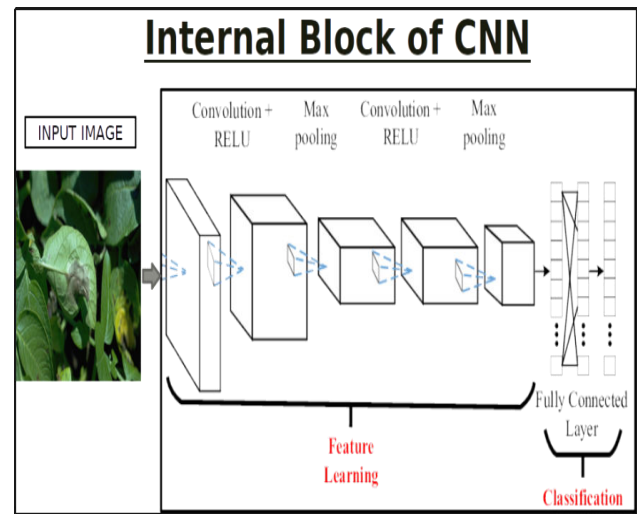 Internal Block of CNN
INPUT IMAGE
Convolution +
RELU
Max
pooling
Convolution +
RELU
Max
pooling
Fully Connected
Layer
Feature
Learning
Classification